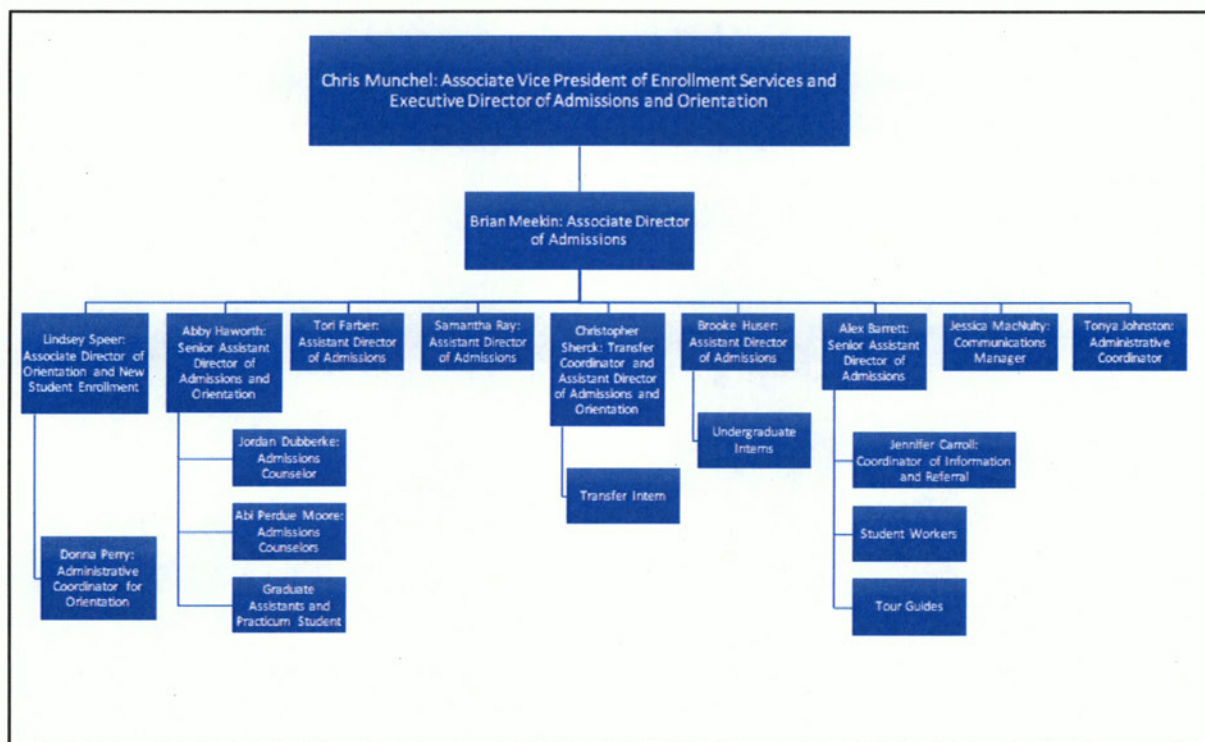 Chris Munchel: Associate Vice President of Enrollment Services and
Executive Director of Admissions and Orientation
Brian Meekin: Associate Director
of Admissions
Lindsey Speer:
Associate Director of
Orientation and New
Student Enrollment
Abby Haworth:
Senior Assistant
Director of
Admissions and
Orientation
Tori Farber:
Assistant Director
of Admissions
Samantha Ray:
Assistant Director
of Admissions
Christopher
Sherck: Transfer
Coordinator and
Assistant Director
of Admissions and
Orientation
Brooke Huser:
Assistant Director
of Admissions
Alex Barrett:
Senior Assistant
Director of
Admissions
Jessica MacNulty:
Communications
Manager
Tonya Johnston:
Administrative
Coordinator
Donna Perry:
Administrative
Coordinator for
Orientation
Jordan Dubberke:
Admissions
Counselor
Abi Perdue Moore:
Admissions
Counselors
Graduate
Assistants and
Practicum Student
Transfer Intern
Undergraduate
Interns
Jennifer Carroll:
Coordinator of Information
and Referral
Student Workers
Tour Guides